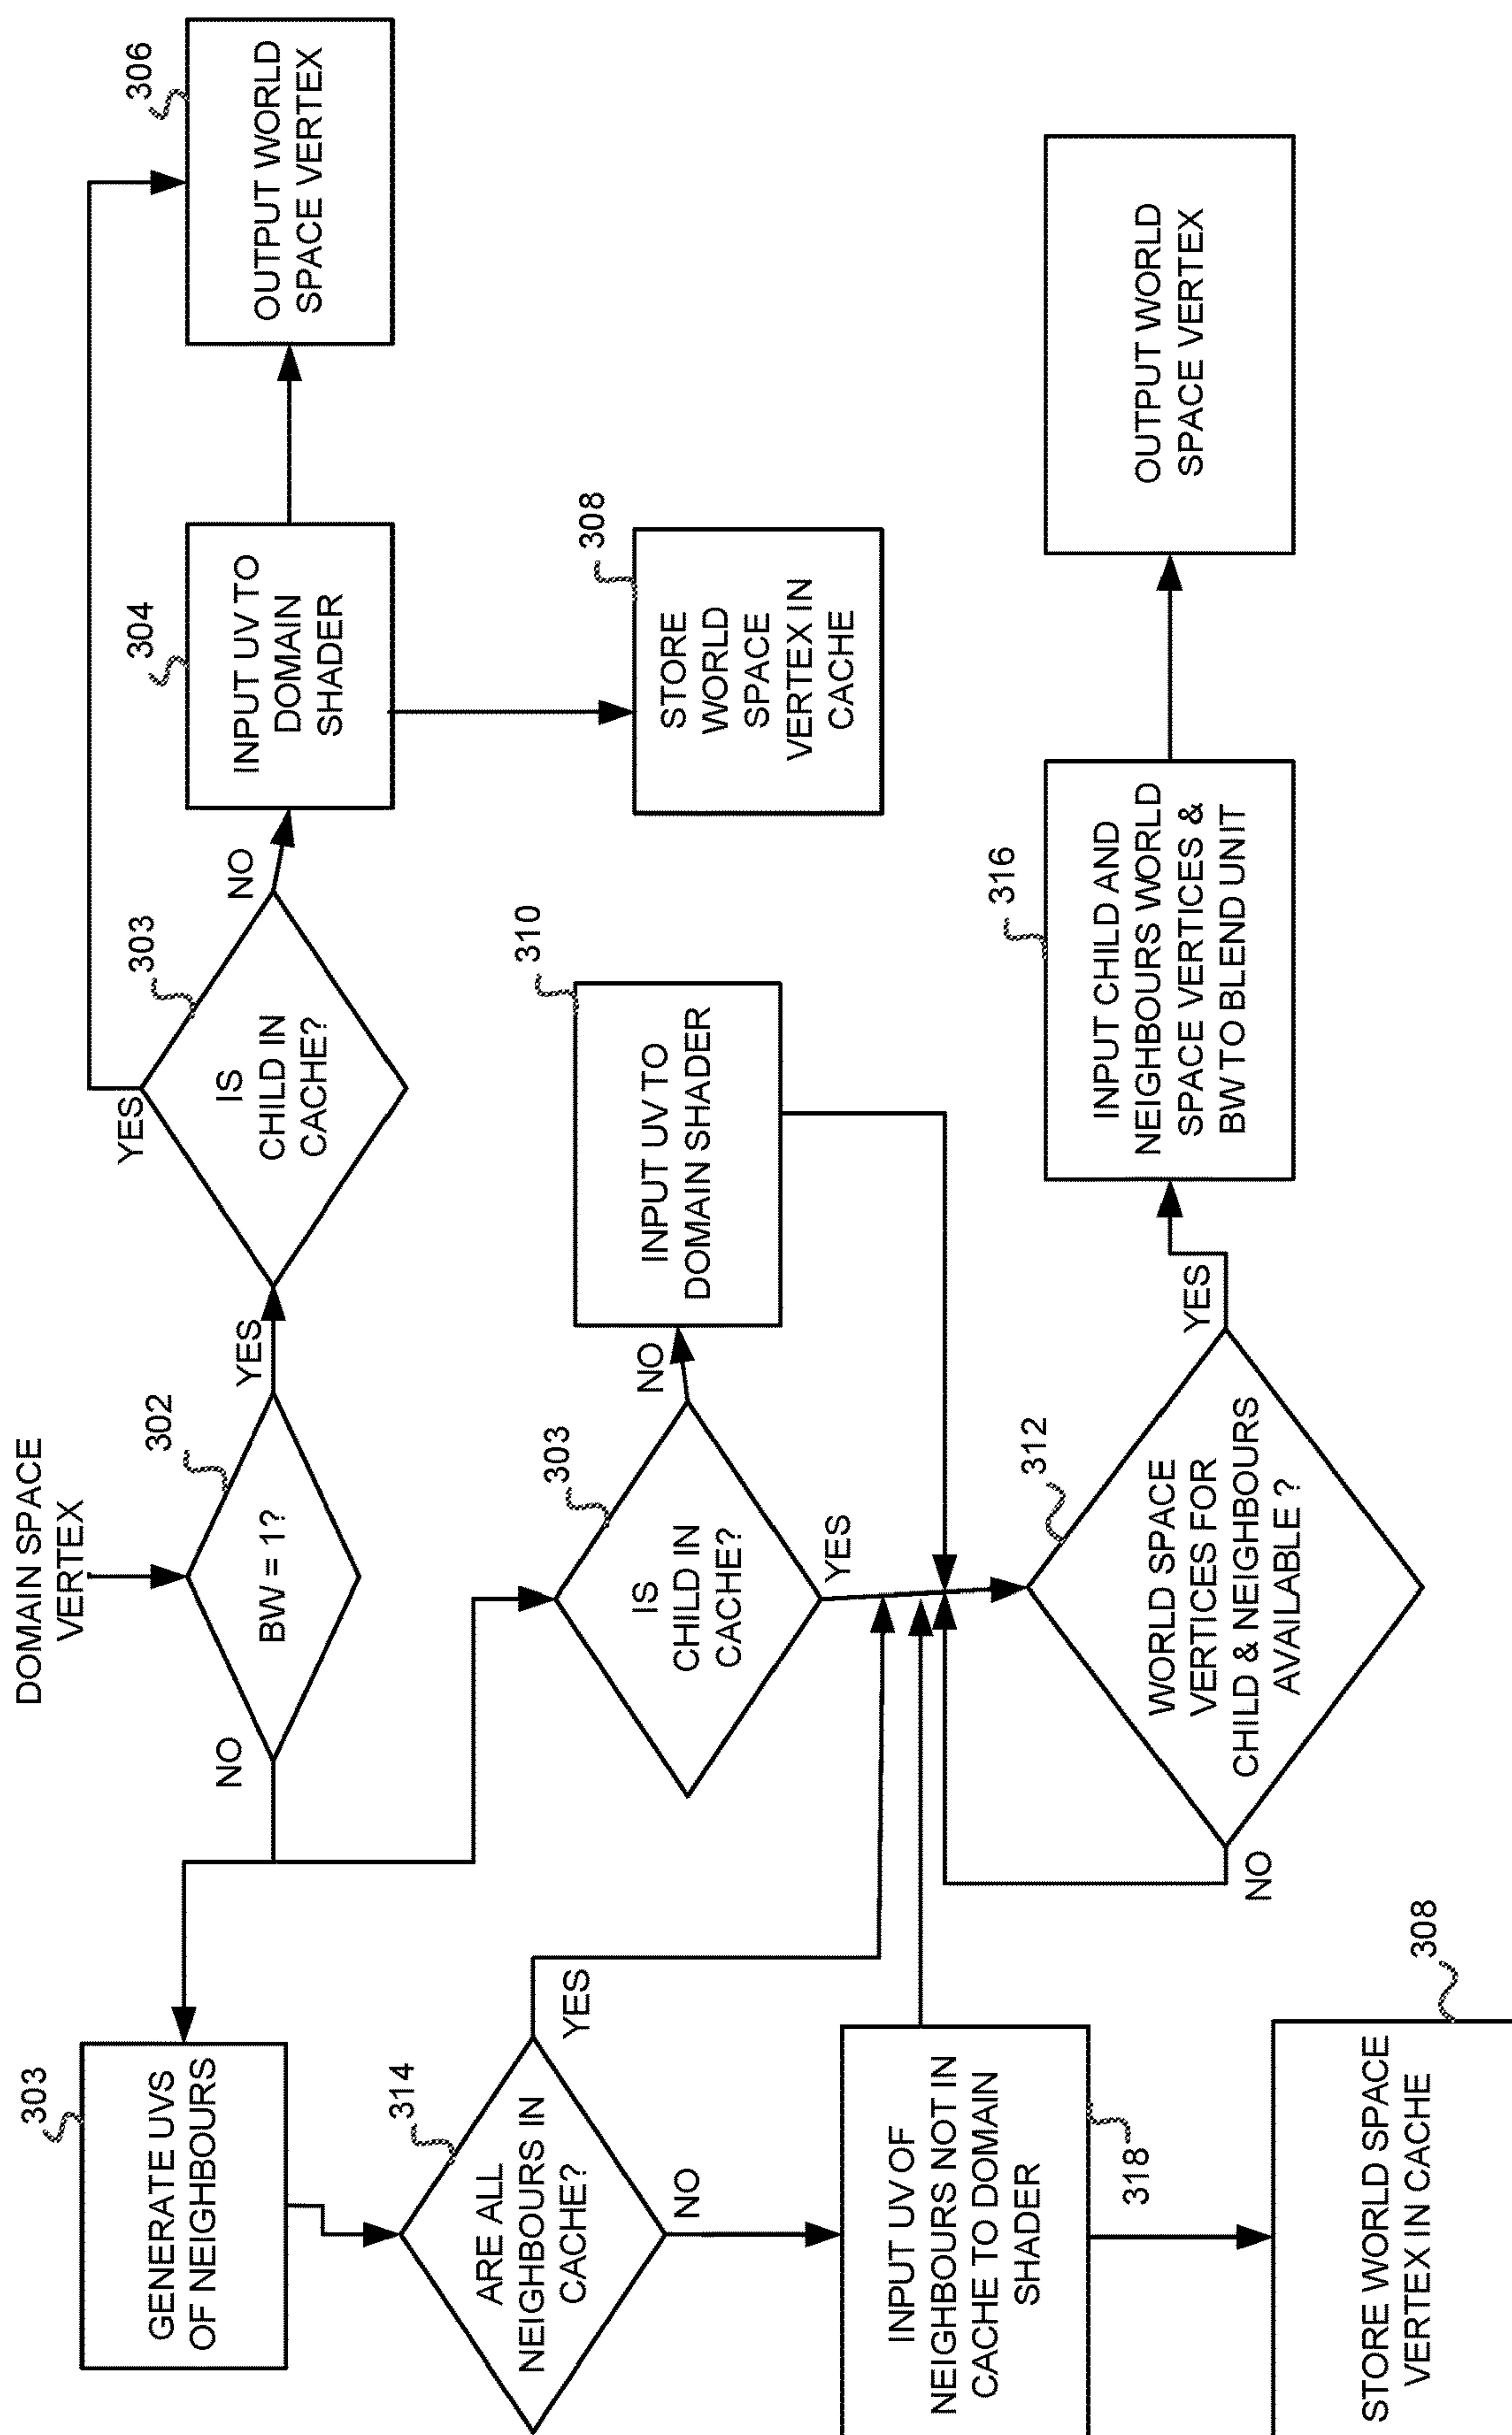 DOMAIN SPACE
VERTEX
302
BW = 1?
YES
NO
303
IS
CHILD IN
CACHE?
YES
NO
304
INPUT UV TO
DOMAIN
SHADER
306
OUTPUT WORLD
SPACE VERTEX
308
STORE
WORLD
SPACE
VERTEX IN
CACHE
303
GENERATE UVS
OF NEIGHBOURS
303
IS
CHILD IN
CACHE?
NO
YES
310
INPUT UV TO
DOMAIN SHADER
314
ARE ALL
NEIGHBOURS IN
CACHE?
YES
NO
INPUT UV OF
NEIGHBOURS NOT IN
CACHE TO DOMAIN
SHADER
318
308
STORE WORLD SPACE
VERTEX IN CACHE
312
WORLD SPACE
VERTICES FOR
CHILD & NEIGHBOURS
AVAILABLE ?
NO
YES
316
INPUT CHILD AND
NEIGHBOURS WORLD
SPACE VERTICES &
BW TO BLEND UNIT
OUTPUT WORLD
SPACE VERTEX